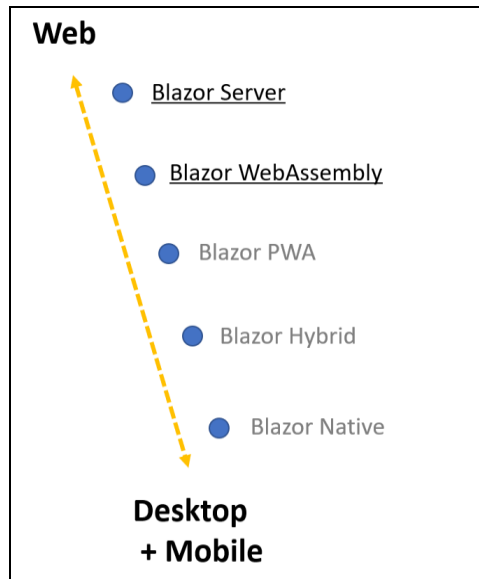 Web
Blazor Server
Blazor WebAssembly
Blazor PWA
Blazor Hybrid
Blazor Native
Desktop
+ Mobile